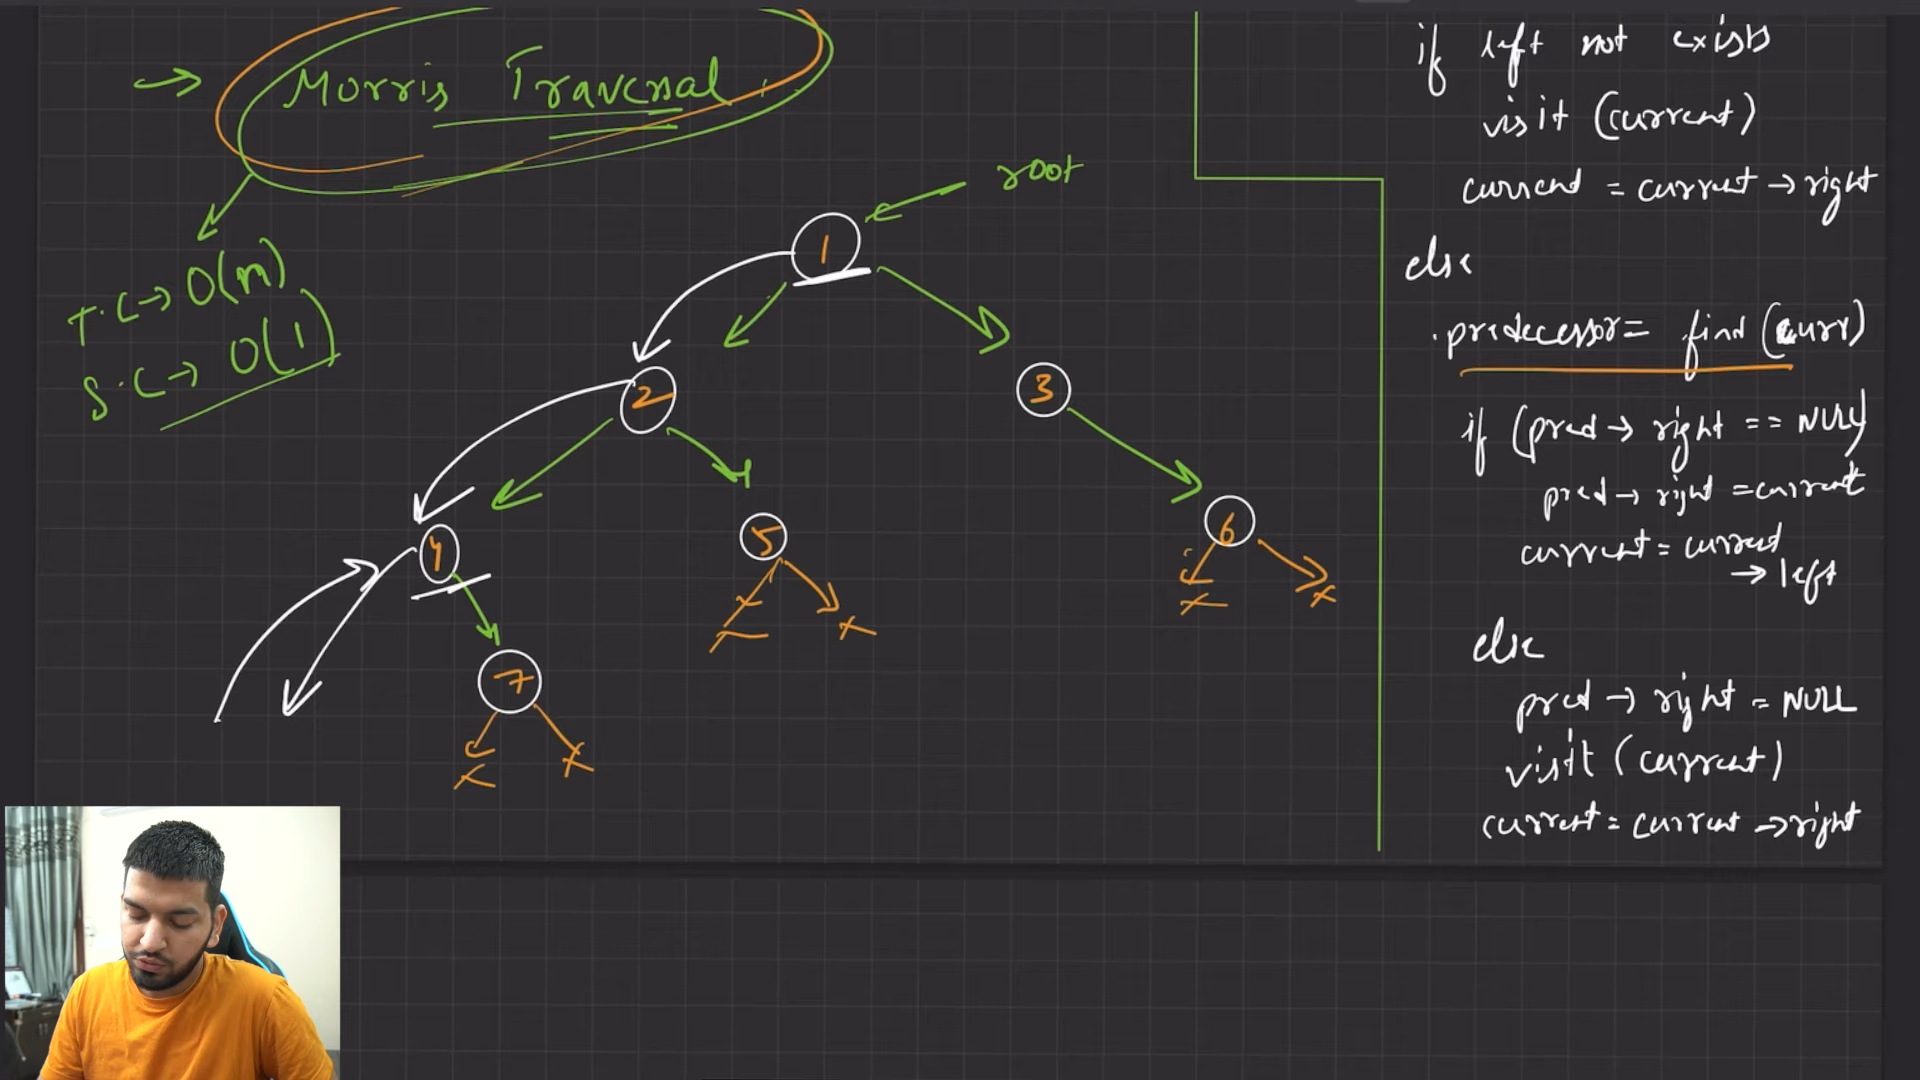 → Morris Traversal
T.C → O(n)
S.C → O(1)
root
1
2
3
4
5
6
7
x
x
x
x
x
x
if left not exists
visit (current)
current = current → right
else
predecessor = find (curr)
if (pred → right == NULL)
pred → right = current
current = current
→ left
else
pred → right = NULL
visit (current)
current = current → right